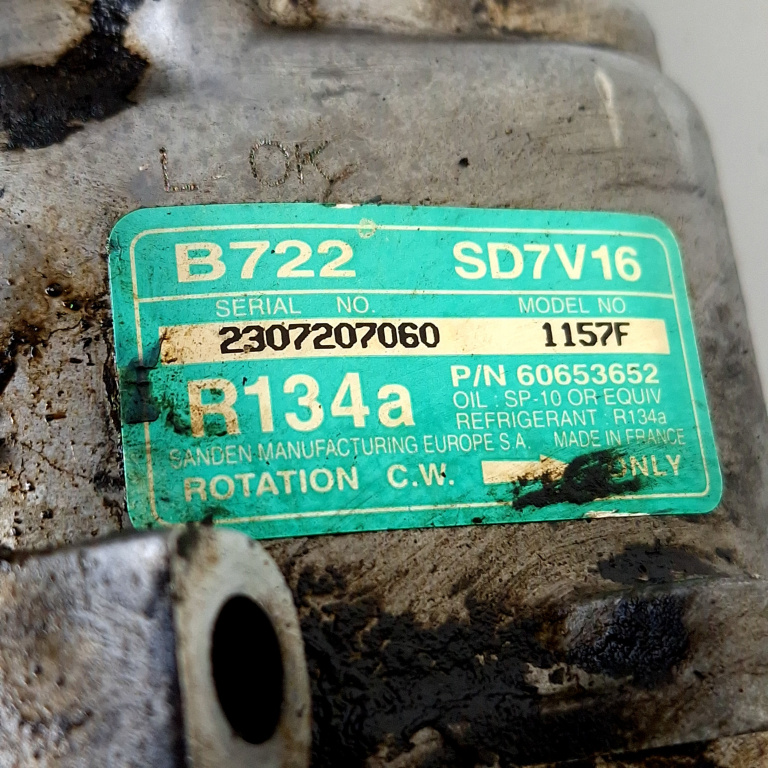 L OK
B722 SD7V16
SERIAL NO. MODEL NO
2307207060 1157F
R134a P/N 60653652
OIL : SP-10 OR EQUIV
REFRIGERANT : R134a
SANDEN MANUFACTURING EUROPE S.A. MADE IN FRANCE
ROTATION C.W. ONLY